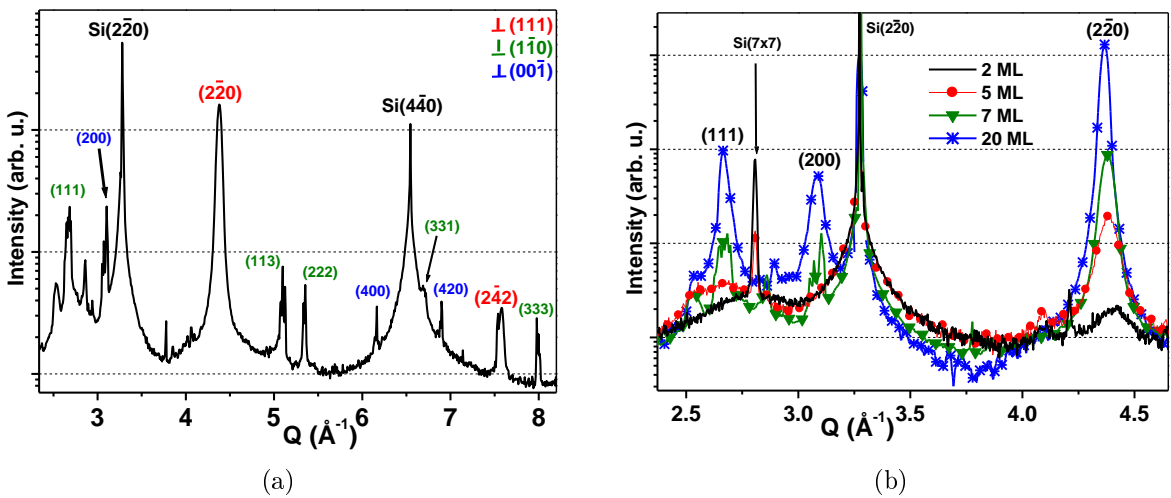 (a)
Intensity (arb. u.)
Si(22̄0)
⊥(111)
⊥(11̄0)
⊥(001̄)
(22̄0)
Si(44̄0)
(200)
(111)
(331)
(113)
(222)
(400)
(420)
(24̄2)
(333)
3 4 5 6 7 8
Q (Å⁻¹)
(a)
b)
Intensity (arb. u.)
Si(7x7)
Si(22̄0)
(22̄0)
2 ML
5 ML
7 ML
20 ML
(111)
(200)
2.5 3.0 3.5 4.0 4.5
Q (Å⁻¹)
(b)